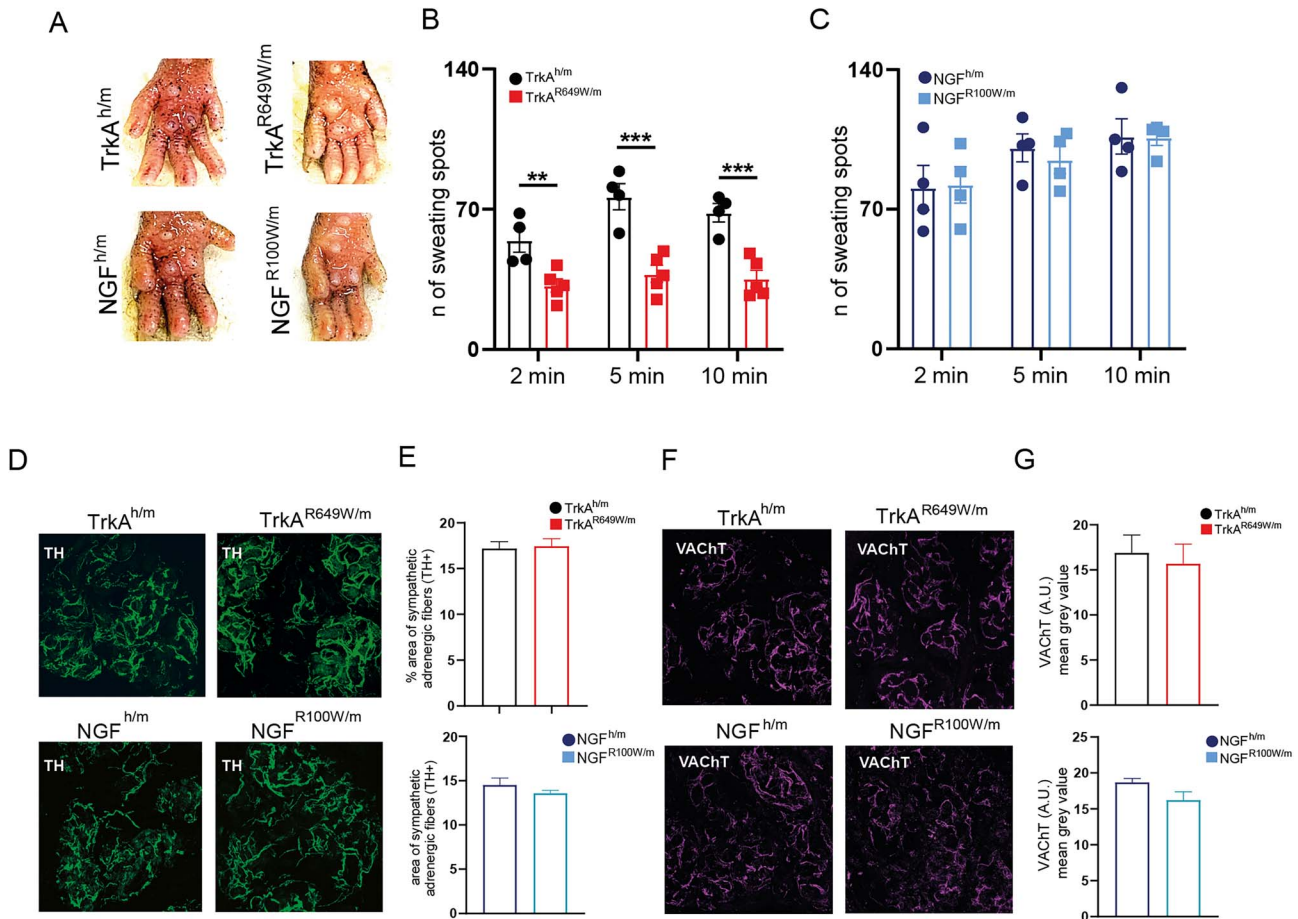 A
TrkA^h/m
TrkA^R649W/m
NGF^h/m
NGF^R100W/m
B
140
70
0
n of sweating spots
TrkA^h/m
TrkA^R649W/m
**
***
***
2 min
5 min
10 min
C
140
70
0
n of sweating spots
NGF^h/m
NGF^R100W/m
2 min
5 min
10 min
D
TrkA^h/m
TrkA^R649W/m
TH
NGF^h/m
NGF^R100W/m
TH
TH
E
TrkA^h/m
TrkA^R649W/m
20
15
10
5
0
% area of sympathetic
adrenergic fibers (TH+)
NGF^h/m
NGF^R100W/m
20
15
10
5
0
area of sympathetic
adrenergic fibers (TH+)
F
TrkA^h/m
TrkA^R649W/m
VAChT
VAChT
NGF^h/m
NGF^R100W/m
VAChT
VAChT
G
TrkA^h/m
TrkA^R649W/m
20
15
10
5
0
VAChT (A.U.)
mean grey value
NGF^h/m
NGF^R100W/m
25
20
15
10
5
0
VAChT (A.U.)
mean grey value